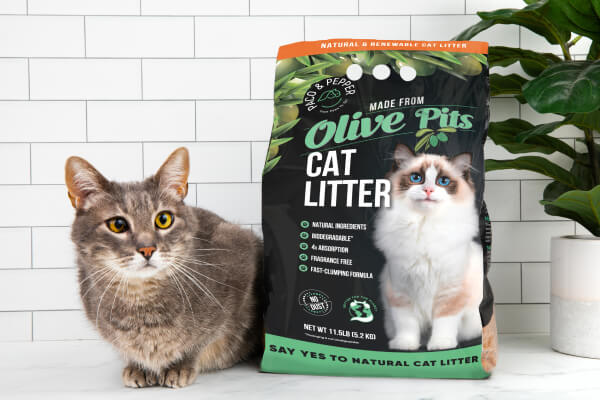 NATURAL & RENEWABLE CAT LITTER
PACO & PEPPER
MADE FROM
Olive Pits
CAT
LITTER
NATURAL INGREDIENTS
BIODEGRADABLE*
4x ABSORPTION
FRAGRANCE FREE
FAST-CLUMPING FORMULA
NO
DUST
NET WT 11.5LB (5.2 KG)
SAY YES TO NATURAL CAT LITTER